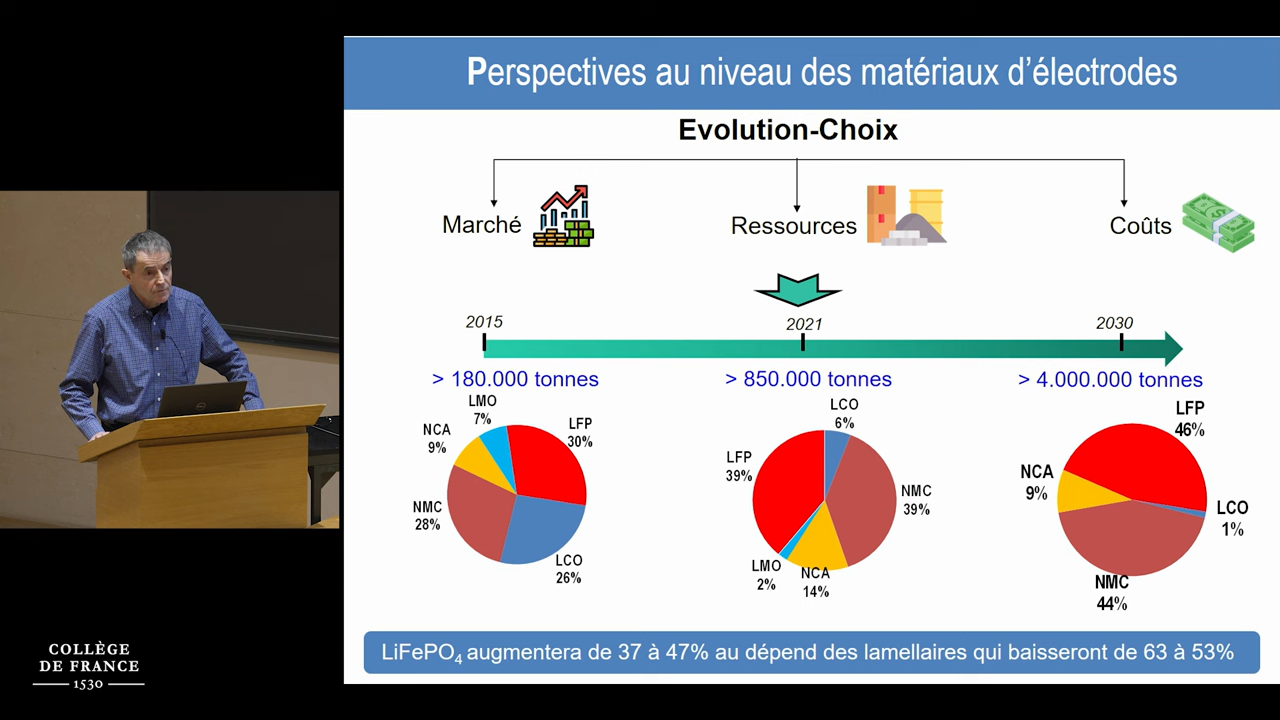 Perspectives au niveau des matériaux d’électrodes
Evolution-Choix
Marché
Ressources
Coûts
2015
2021
2030
> 180.000 tonnes
> 850.000 tonnes
> 4.000.000 tonnes
LMO
7%
LFP
30%
NCA
9%
NMC
28%
LCO
26%
LCO
6%
LFP
39%
NMC
39%
LMO
2%
NCA
14%
LFP
46%
NCA
9%
LCO
1%
NMC
44%
LiFePO4 augmentera de 37 à 47% au dépend des lamellaires qui baisseront de 63 à 53%
COLLÈGE
DE FRANCE
1530